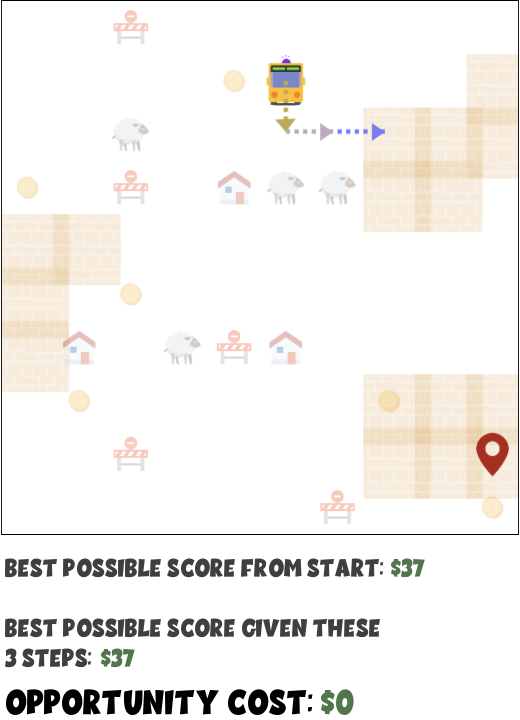 BEST POSSIBLE SCORE FROM START: $37
BEST POSSIBLE SCORE GIVEN THESE
3 STEPS: $37
OPPORTUNITY COST: $0